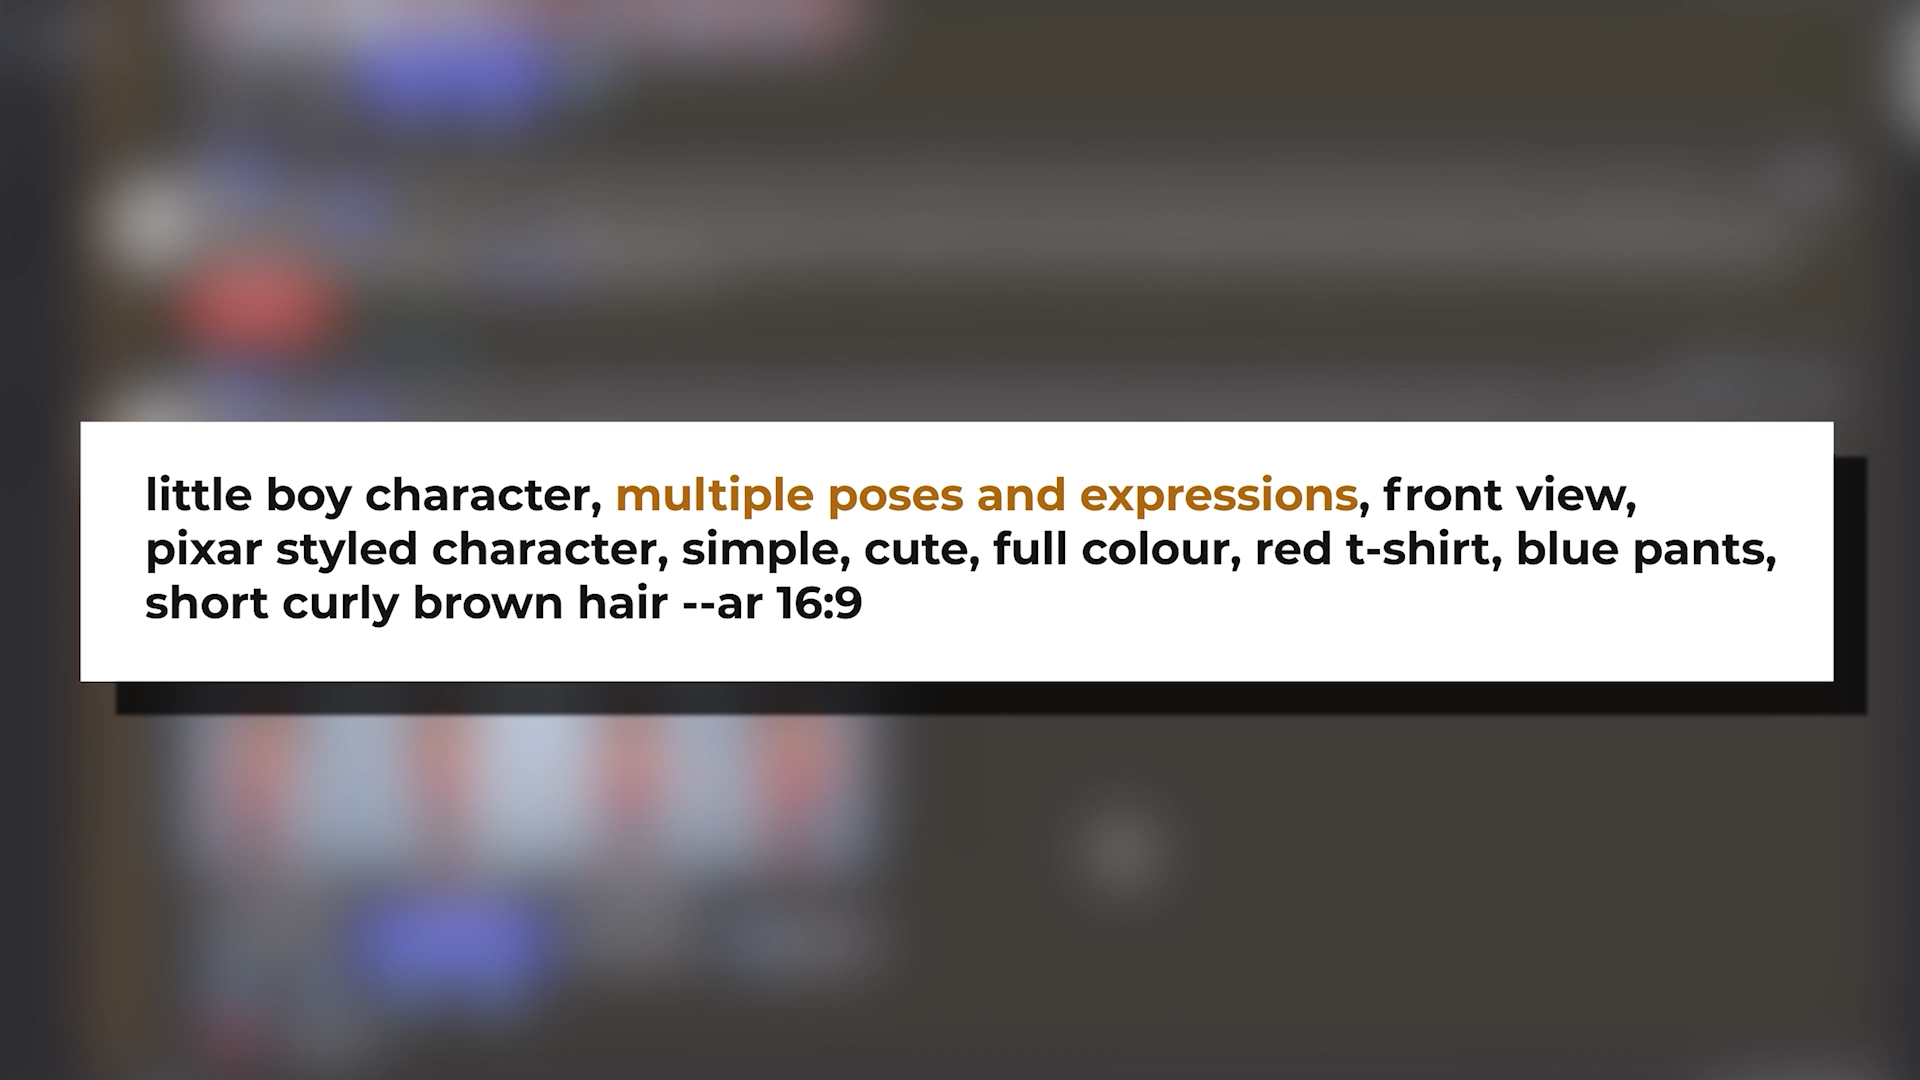 little boy character, multiple poses and expressions, front view,
pixar styled character, simple, cute, full colour, red t-shirt, blue pants,
short curly brown hair --ar 16:9